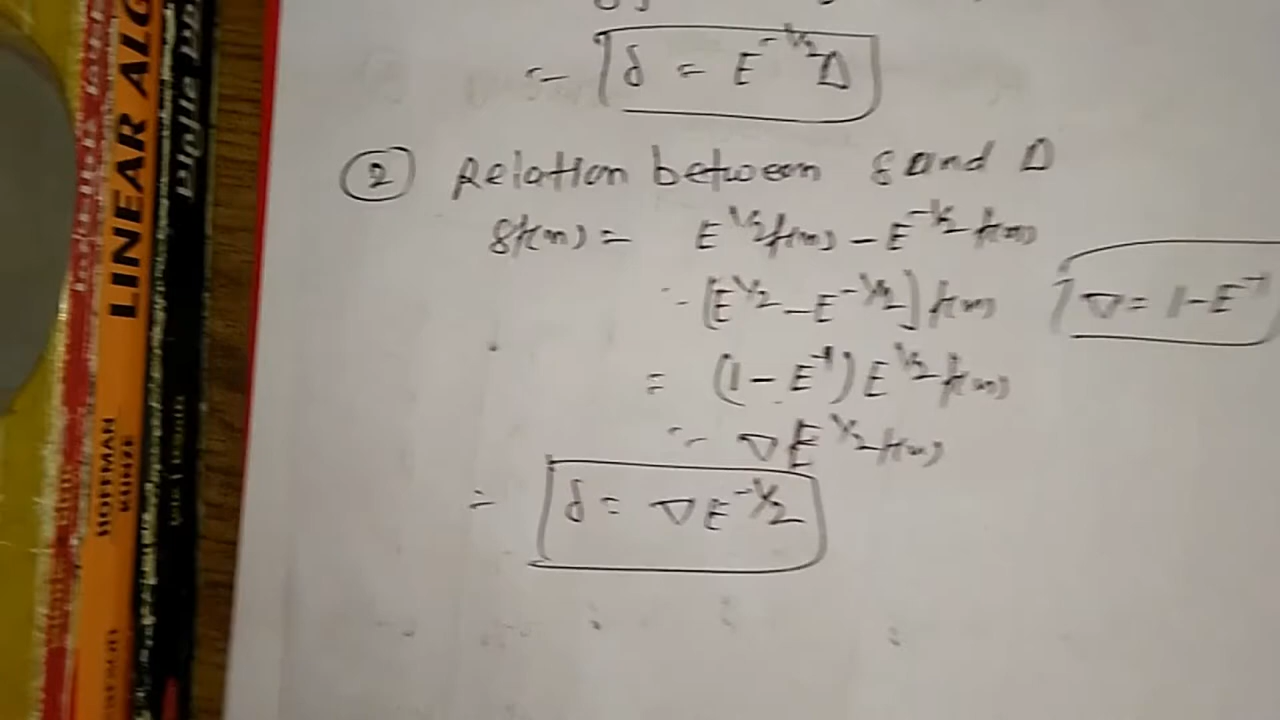 LINEAR ALG
HOFFMAN
KUNZE
= δ = E^{-1/2}Δ
② Relation between δ and Δ
δf(x) = E^{1/2}f(x) - E^{-1/2}f(x)
= [E^{1/2} - E^{-1/2}] f(x)
∇ = 1 - E^{-1}
= (1 - E^{-1}) E^{1/2} f(x)
= ∇E^{1/2} f(x)
= δ = ∇E^{-1/2}